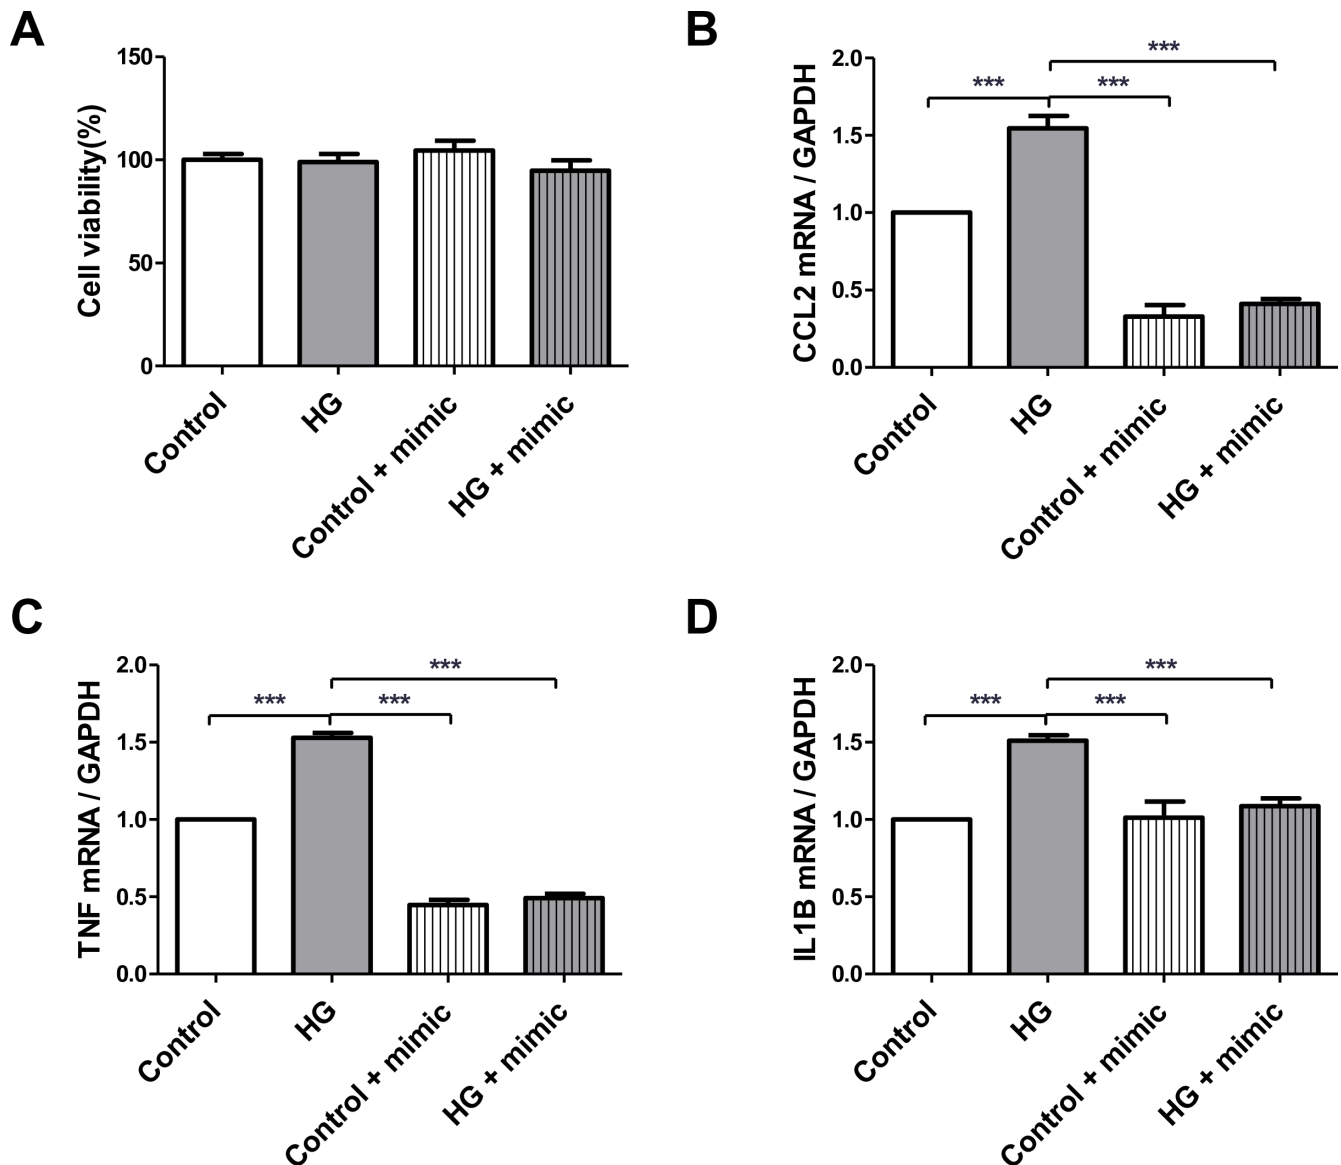 A
Cell viability(%)
150
100
50
0
Control
HG
Control + mimic
HG + mimic
B
CCL2 mRNA / GAPDH
2.0
1.5
1.0
0.5
0.0
***
***
***
Control
HG
Control + mimic
HG + mimic
C
TNF mRNA / GAPDH
2.0
1.5
1.0
0.5
0.0
***
***
***
Control
HG
Control + mimic
HG + mimic
D
IL1B mRNA / GAPDH
2.0
1.5
1.0
0.5
0.0
***
***
***
Control
HG
Control + mimic
HG + mimic